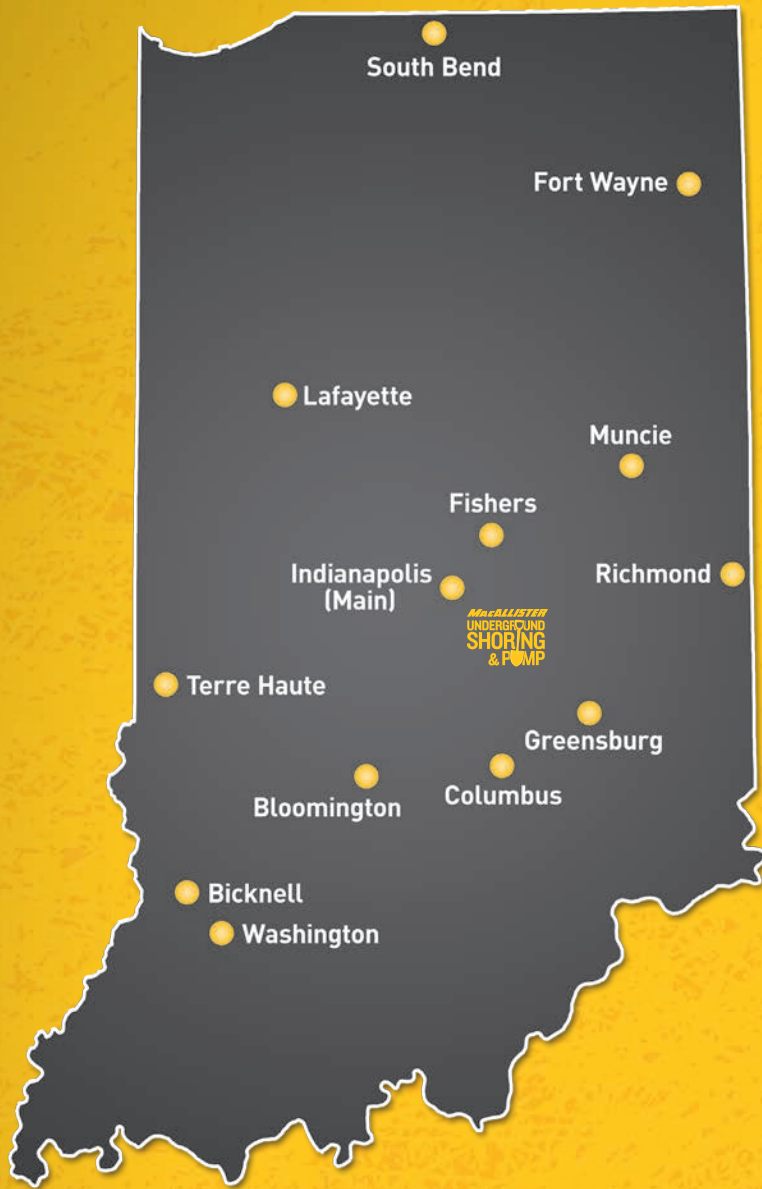 South Bend
Fort Wayne
Lafayette
Muncie
Fishers
Indianapolis
(Main)
Richmond
MacALLISTER
UNDERGROUND
SHORING
& PUMP
Terre Haute
Greensburg
Columbus
Bloomington
Bicknell
Washington